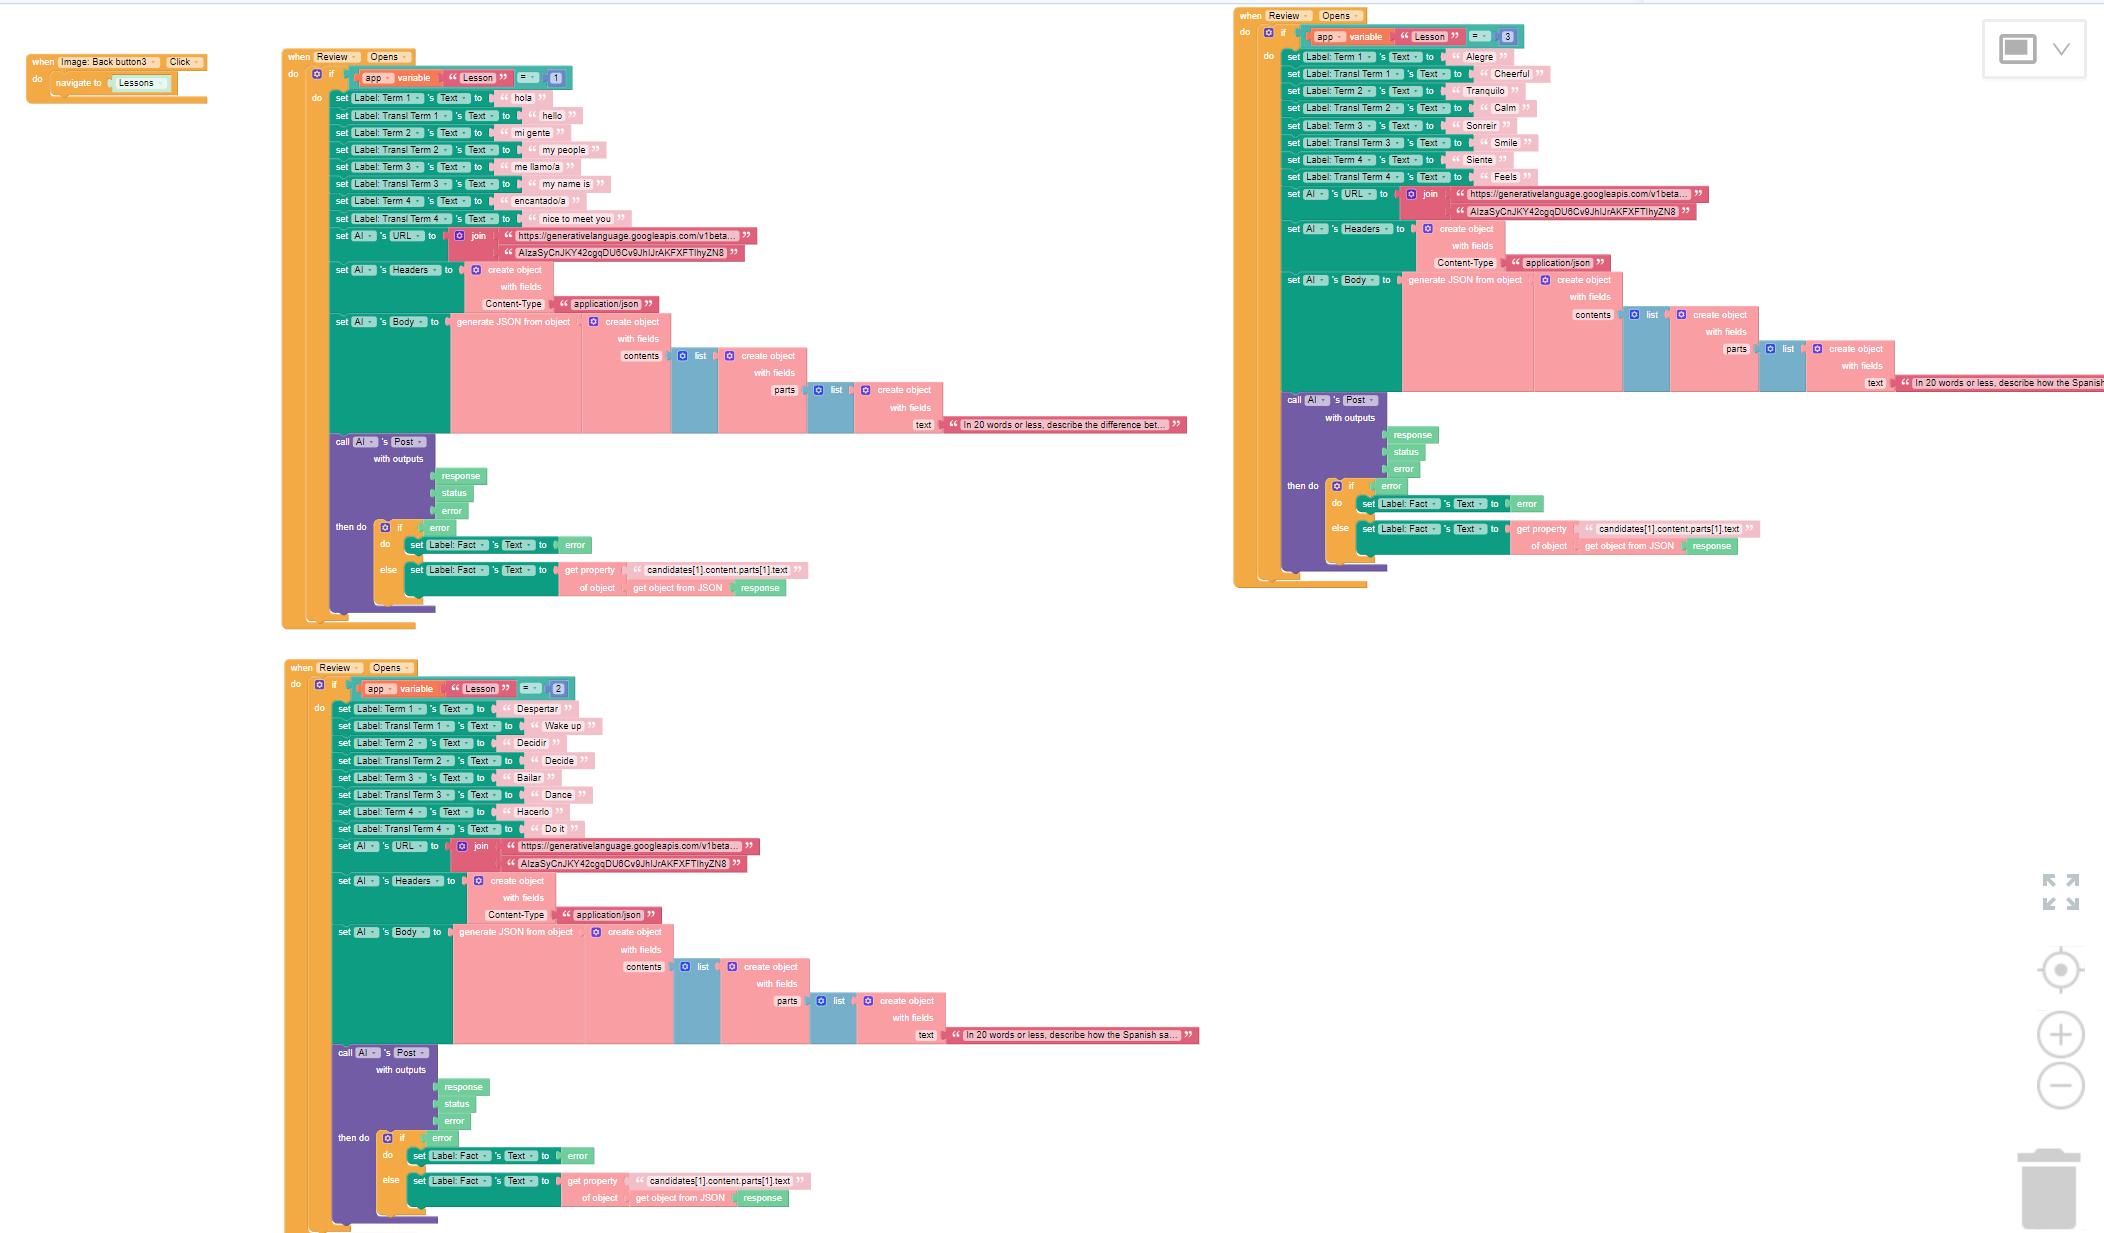 when Image: Back button3 Click
do navigate to Lessons
when Review Opens
do if app variable “ Lesson ” = 1
do set Label: Term 1 's Text to “ hola ”
set Label: Transl Term 1 's Text to “ hello ”
set Label: Term 2 's Text to “ mi gente ”
set Label: Transl Term 2 's Text to “ my people ”
set Label: Term 3 's Text to “ me llamo/a ”
set Label: Transl Term 3 's Text to “ my name is ”
set Label: Term 4 's Text to “ encantado/a ”
set Label: Transl Term 4 's Text to “ nice to meet you ”
set AI 's URL to join “ https://generativelanguage.googleapis.com/v1beta... ”
set AI 's Headers to create object
with fields
Content-Type “ application/json ”
set AI 's Body to generate JSON from object create object
with fields
contents list create object
with fields
parts list create object
with fields
text “ In 20 words or less, describe the difference bet... ”
call AI 's Post
with outputs
response
status
error
then do if error
do set Label: Fact 's Text to error
else set Label: Fact 's Text to get property “ candidates[1].content.parts[1].text ”
of object get object from JSON response
when Review Opens
do if app variable “ Lesson ” = 2
do set Label: Term 1 's Text to “ Despertar ”
set Label: Transl Term 1 's Text to “ Wake up ”
set Label: Term 2 's Text to “ Decidir ”
set Label: Transl Term 2 's Text to “ Decide ”
set Label: Term 3 's Text to “ Bailar ”
set Label: Transl Term 3 's Text to “ Dance ”
set Label: Term 4 's Text to “ Hacerlo ”
set Label: Transl Term 4 's Text to “ Do it ”
set AI 's URL to join “ https://generativelanguage.googleapis.com/v1beta... ”
set AI 's Headers to create object
with fields
Content-Type “ application/json ”
set AI 's Body to generate JSON from object create object
with fields
contents list create object
with fields
parts list create object
with fields
text “ In 20 words or less, describe how the Spanish sa... ”
call AI 's Post
with outputs
response
status
error
then do if error
do set Label: Fact 's Text to error
else set Label: Fact 's Text to get property “ candidates[1].content.parts[1].text ”
of object get object from JSON response
when Review Opens
do if app variable “ Lesson ” = 3
do set Label: Term 1 's Text to “ Alegre ”
set Label: Transl Term 1 's Text to “ Cheerful ”
set Label: Term 2 's Text to “ Tranquilo ”
set Label: Transl Term 2 's Text to “ Calm ”
set Label: Term 3 's Text to “ Sonreir ”
set Label: Transl Term 3 's Text to “ Smile ”
set Label: Term 4 's Text to “ Siente ”
set Label: Transl Term 4 's Text to “ Feels ”
set AI 's URL to join “ https://generativelanguage.googleapis.com/v1beta... ”
set AI 's Headers to create object
with fields
Content-Type “ application/json ”
set AI 's Body to generate JSON from object create object
with fields
contents list create object
with fields
parts list create object
with fields
text “ In 20 words or less, describe how the Spanish
call AI 's Post
with outputs
response
status
error
then do if error
do set Label: Fact 's Text to error
else set Label: Fact 's Text to get property “ candidates[1].content.parts[1].text ”
of object get object from JSON response